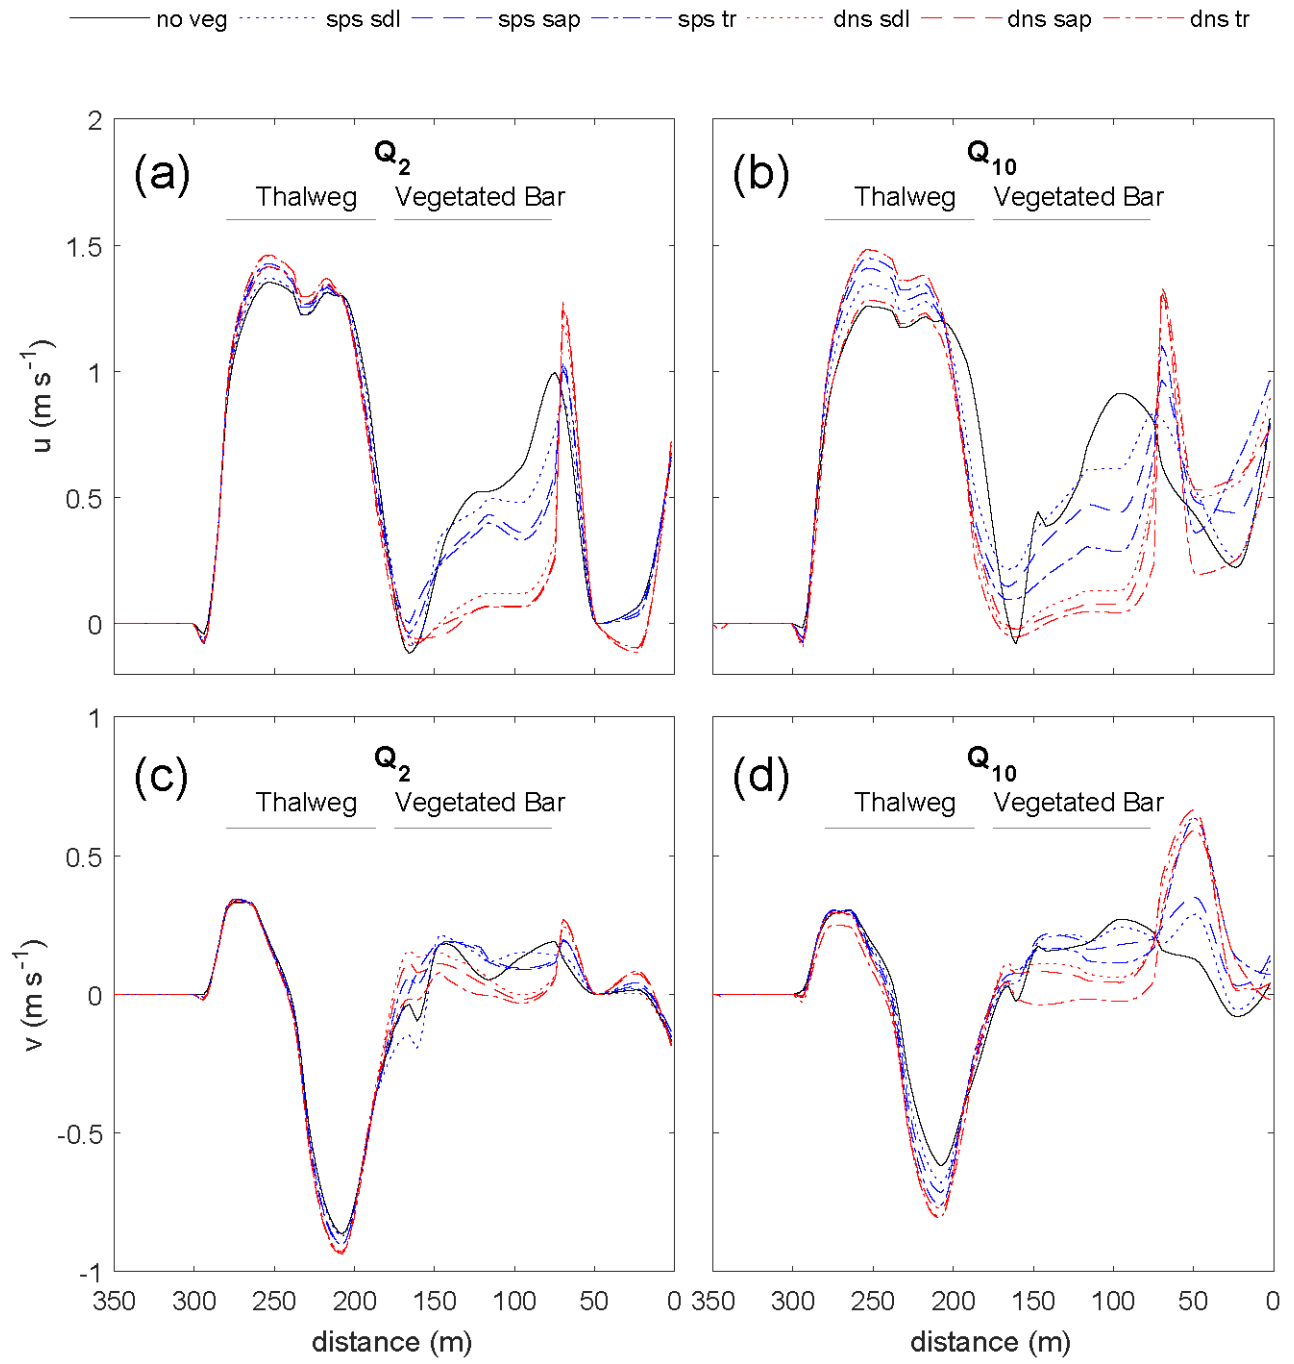 no veg sps sdl sps sap sps tr dns sdl dns sap dns tr
(a) Q2
Thalweg Vegetated Bar
2
1.5
1
0.5
0
u (m s-1)
(b) Q10
Thalweg Vegetated Bar
(c) Q2
Thalweg Vegetated Bar
1
0.5
0
-0.5
-1
v (m s-1)
350 300 250 200 150 100 50 0
distance (m)
(d) Q10
Thalweg Vegetated Bar
350 300 250 200 150 100 50 0
distance (m)